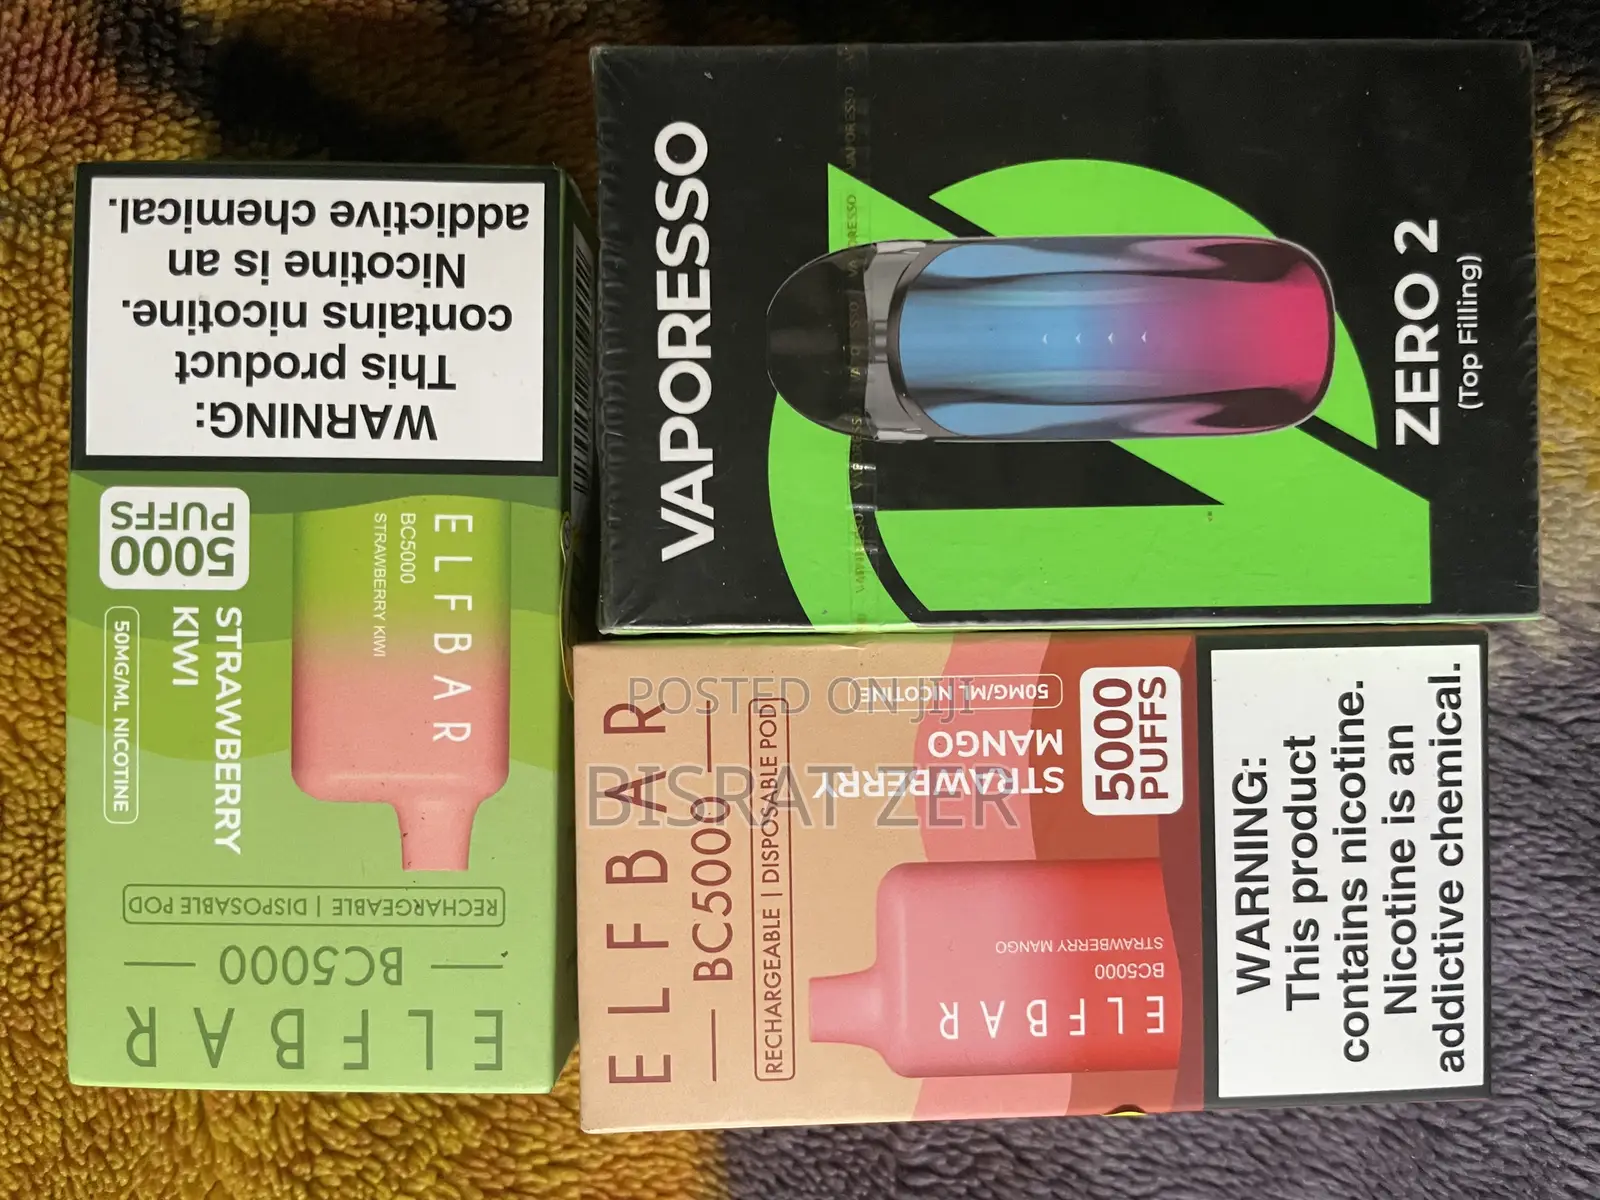 WARNING:
This product
contains nicotine.
Nicotine is an
addictive chemical.
5000
PUFFS
STRAWBERRY
KIWI
50MG/ML NICOTINE
ELFBAR
BC5000
STRAWBERRY KIWI
RECHARGEABLE | DISPOSABLE POD
BC5000
ELFBAR
VAPORESSO
ZERO 2
(Top Filling)
VAPORESSO
VAPORESSO
ELFBAR
BC5000
RECHARGEABLE | DISPOSABLE POD
STRAWBERRY
MANGO
50MG/ML NICOTINE
5000
PUFFS
ELFBAR
BC5000
STRAWBERRY MANGO
WARNING:
This product
contains nicotine.
Nicotine is an
addictive chemical.
POSTED ON JIJI
BISRAT ZER